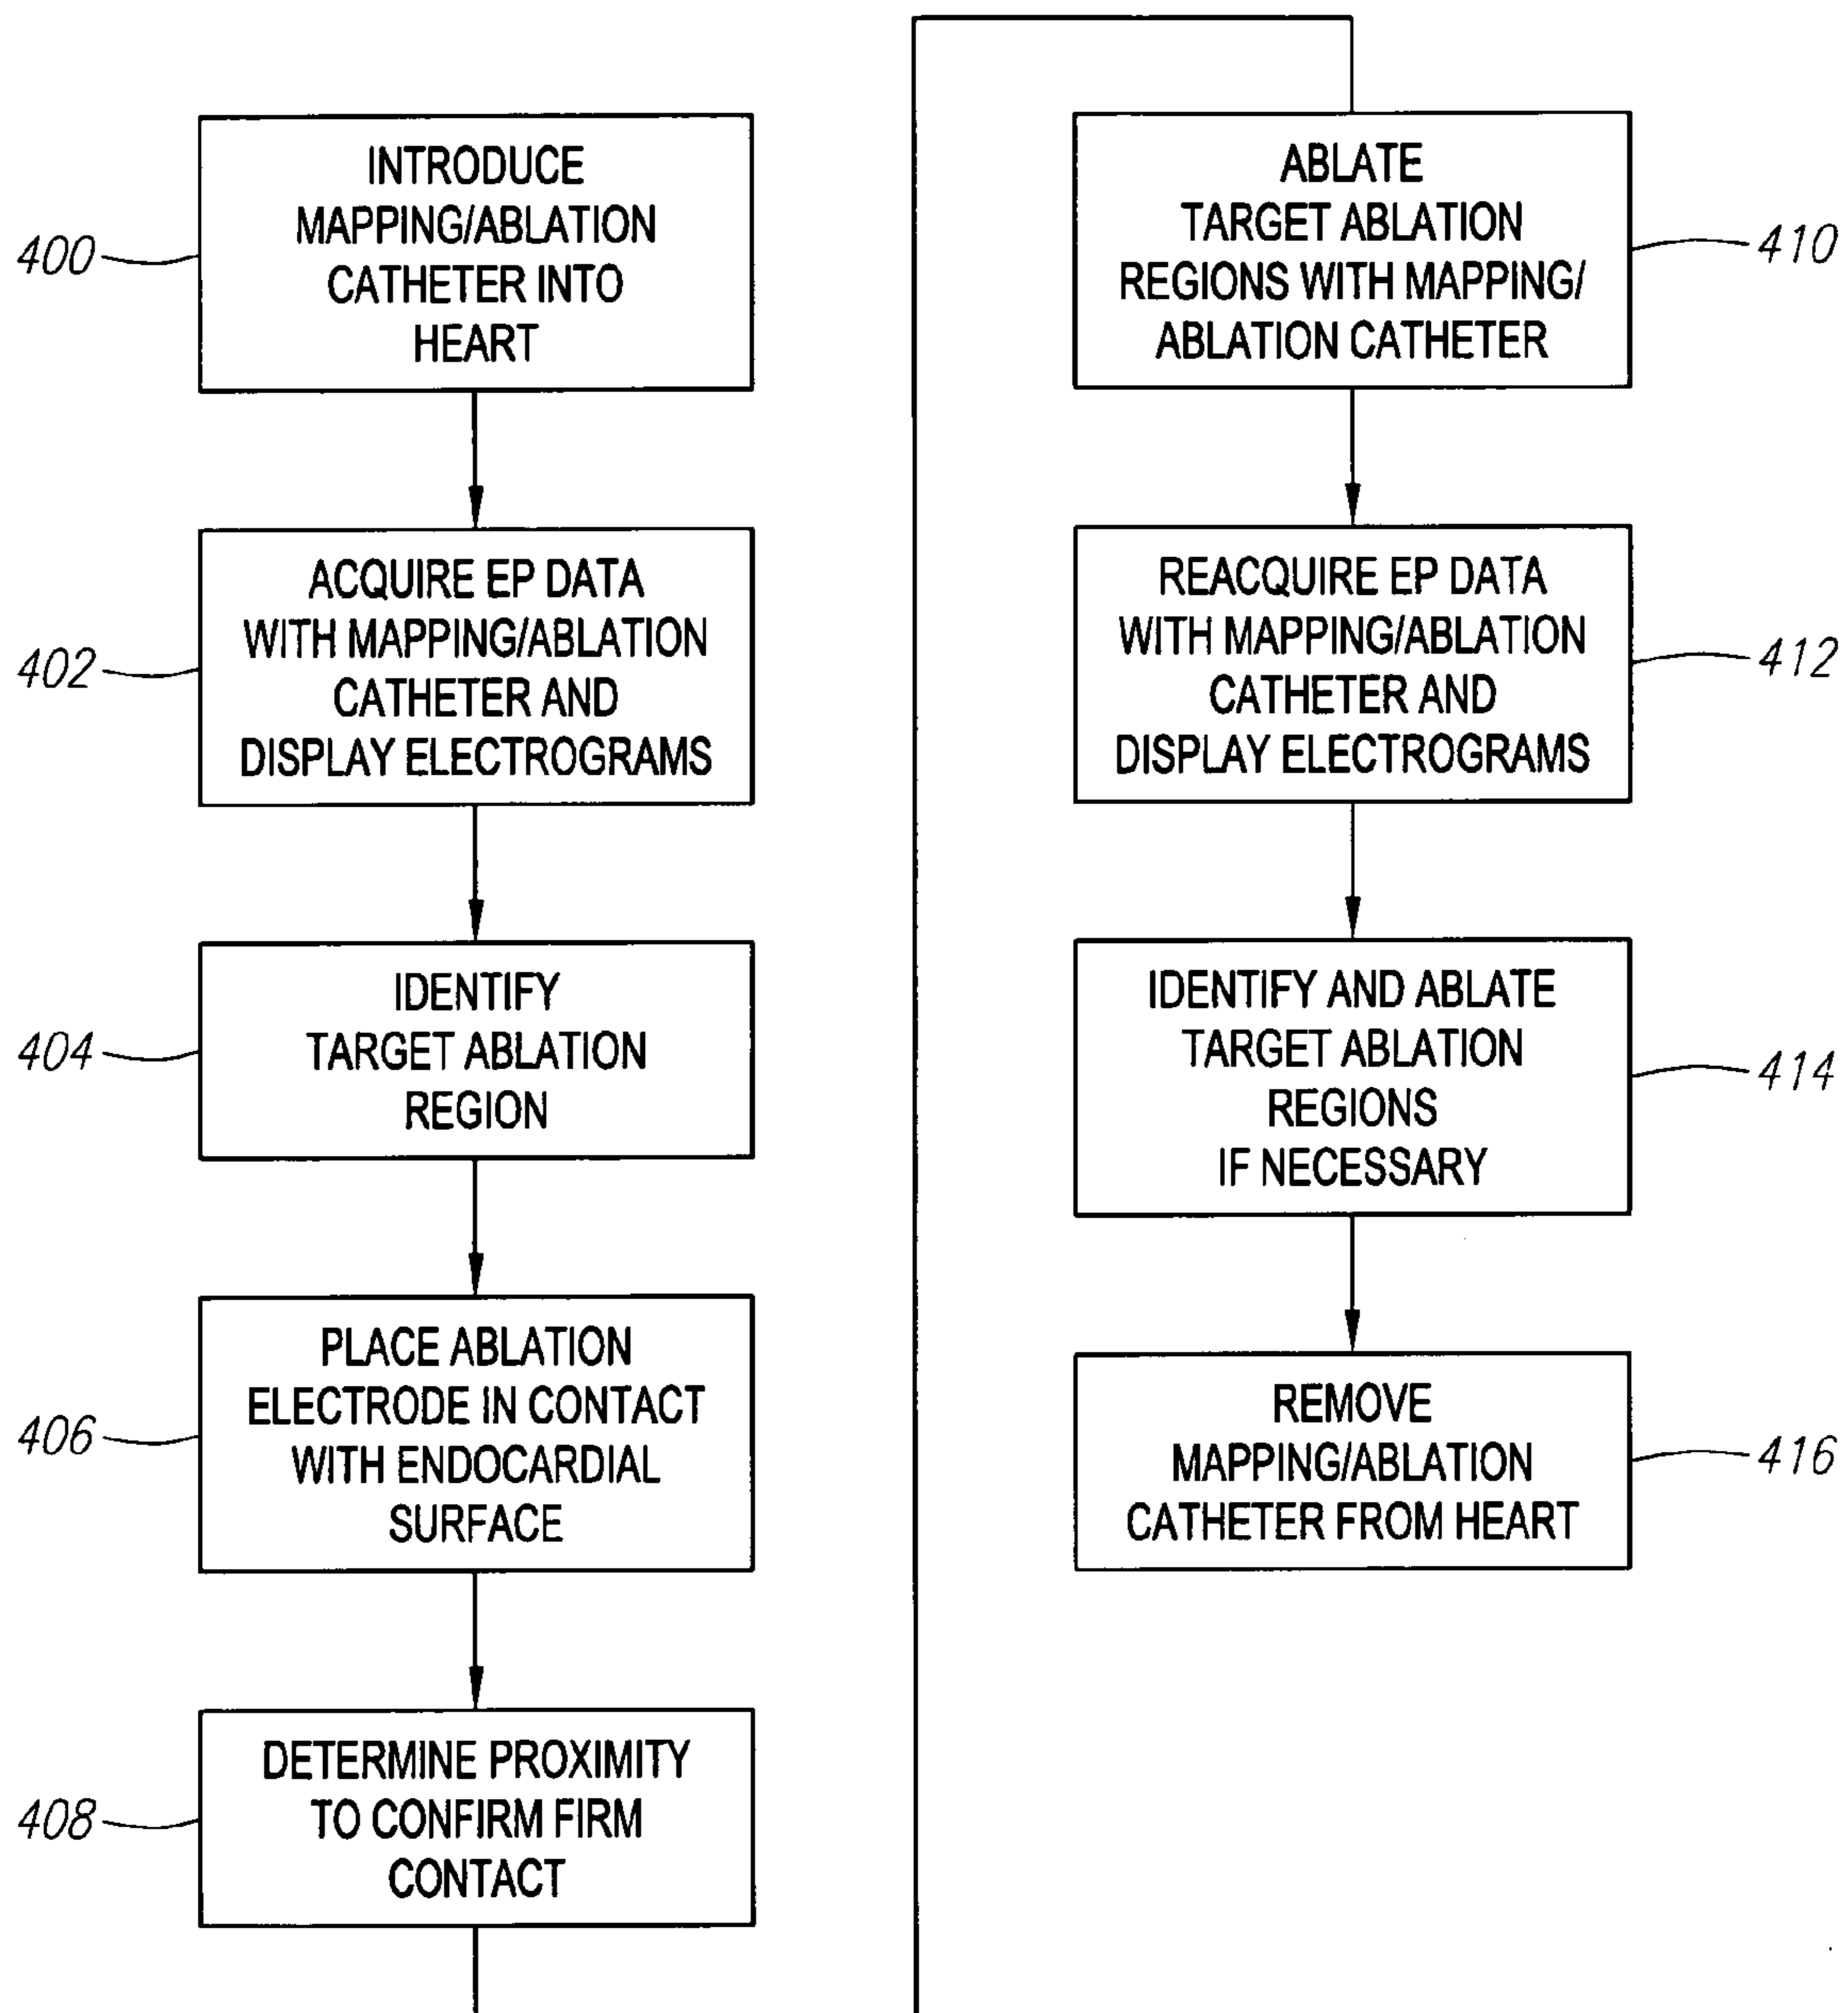 400
INTRODUCE
MAPPING/ABLATION
CATHETER INTO
HEART
402
ACQUIRE EP DATA
WITH MAPPING/ABLATION
CATHETER AND
DISPLAY ELECTROGRAMS
404
IDENTIFY
TARGET ABLATION
REGION
406
PLACE ABLATION
ELECTRODE IN CONTACT
WITH ENDOCARDIAL
SURFACE
408
DETERMINE PROXIMITY
TO CONFIRM FIRM
CONTACT
ABLATE
TARGET ABLATION
REGIONS WITH MAPPING/
ABLATION CATHETER
410
REACQUIRE EP DATA
WITH MAPPING/ABLATION
CATHETER AND
DISPLAY ELECTROGRAMS
412
IDENTIFY AND ABLATE
TARGET ABLATION
REGIONS
IF NECESSARY
414
REMOVE
MAPPING/ABLATION
CATHETER FROM HEART
416